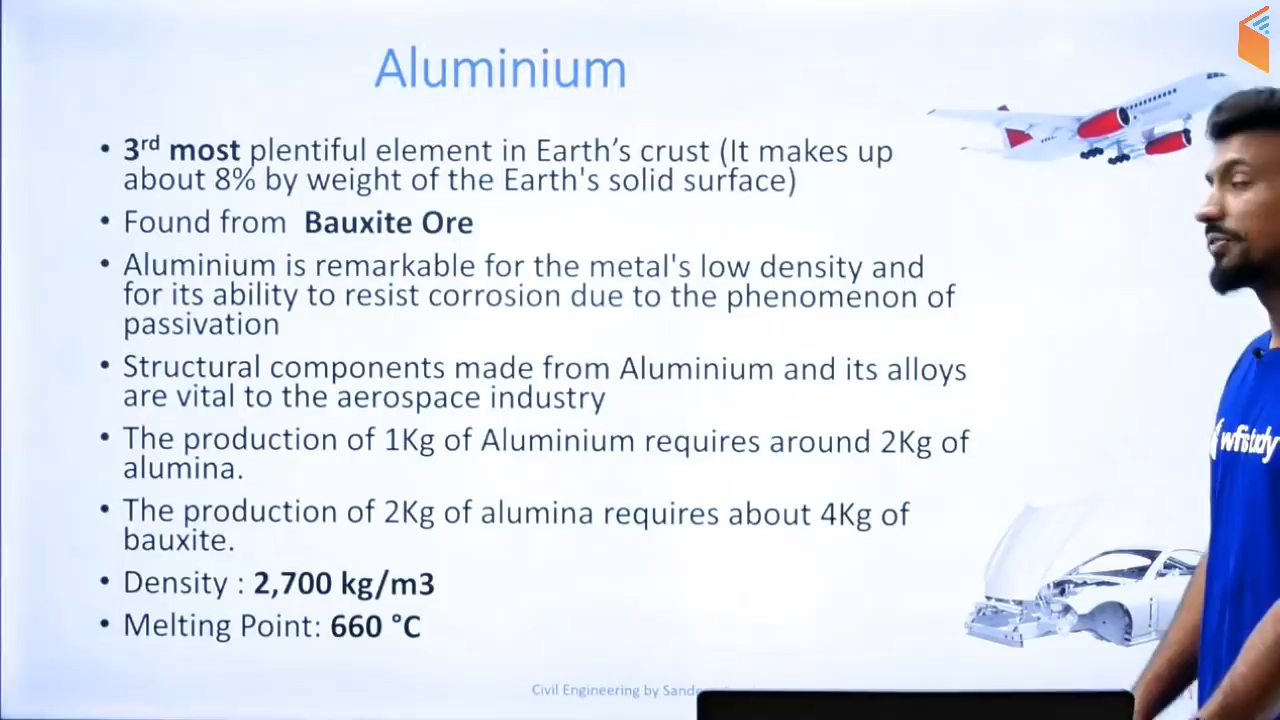 Aluminium
• 3rd most plentiful element in Earth’s crust (It makes up
about 8% by weight of the Earth's solid surface)
• Found from Bauxite Ore
• Aluminium is remarkable for the metal's low density and
for its ability to resist corrosion due to the phenomenon of
passivation
• Structural components made from Aluminium and its alloys
are vital to the aerospace industry
• The production of 1Kg of Aluminium requires around 2Kg of
alumina.
• The production of 2Kg of alumina requires about 4Kg of
bauxite.
• Density : 2,700 kg/m3
• Melting Point: 660 °C
wifistudy
Civil Engineering by